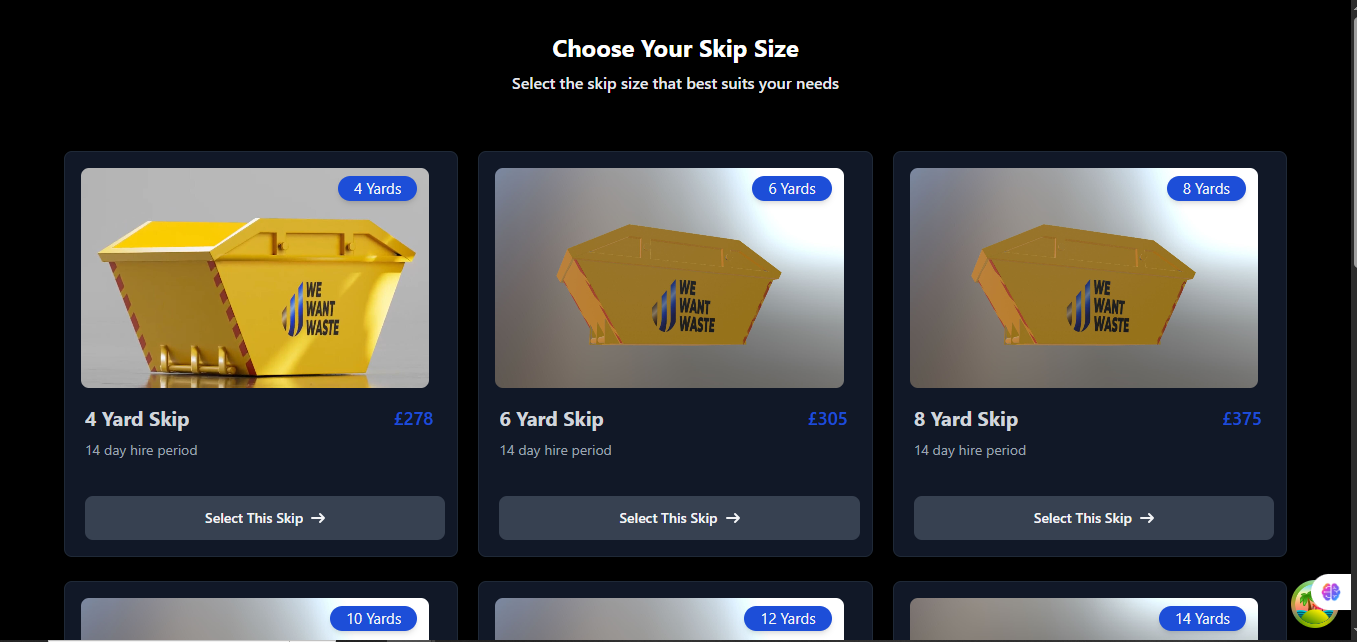 Choose Your Skip Size
Select the skip size that best suits your needs
4 Yards
WE
WANT
WASTE
4 Yard Skip
£278
14 day hire period
Select This Skip →
6 Yards
WE
WANT
WASTE
6 Yard Skip
£305
14 day hire period
Select This Skip →
8 Yards
WE
WANT
WASTE
8 Yard Skip
£375
14 day hire period
Select This Skip →
10 Yards
12 Yards
14 Yards